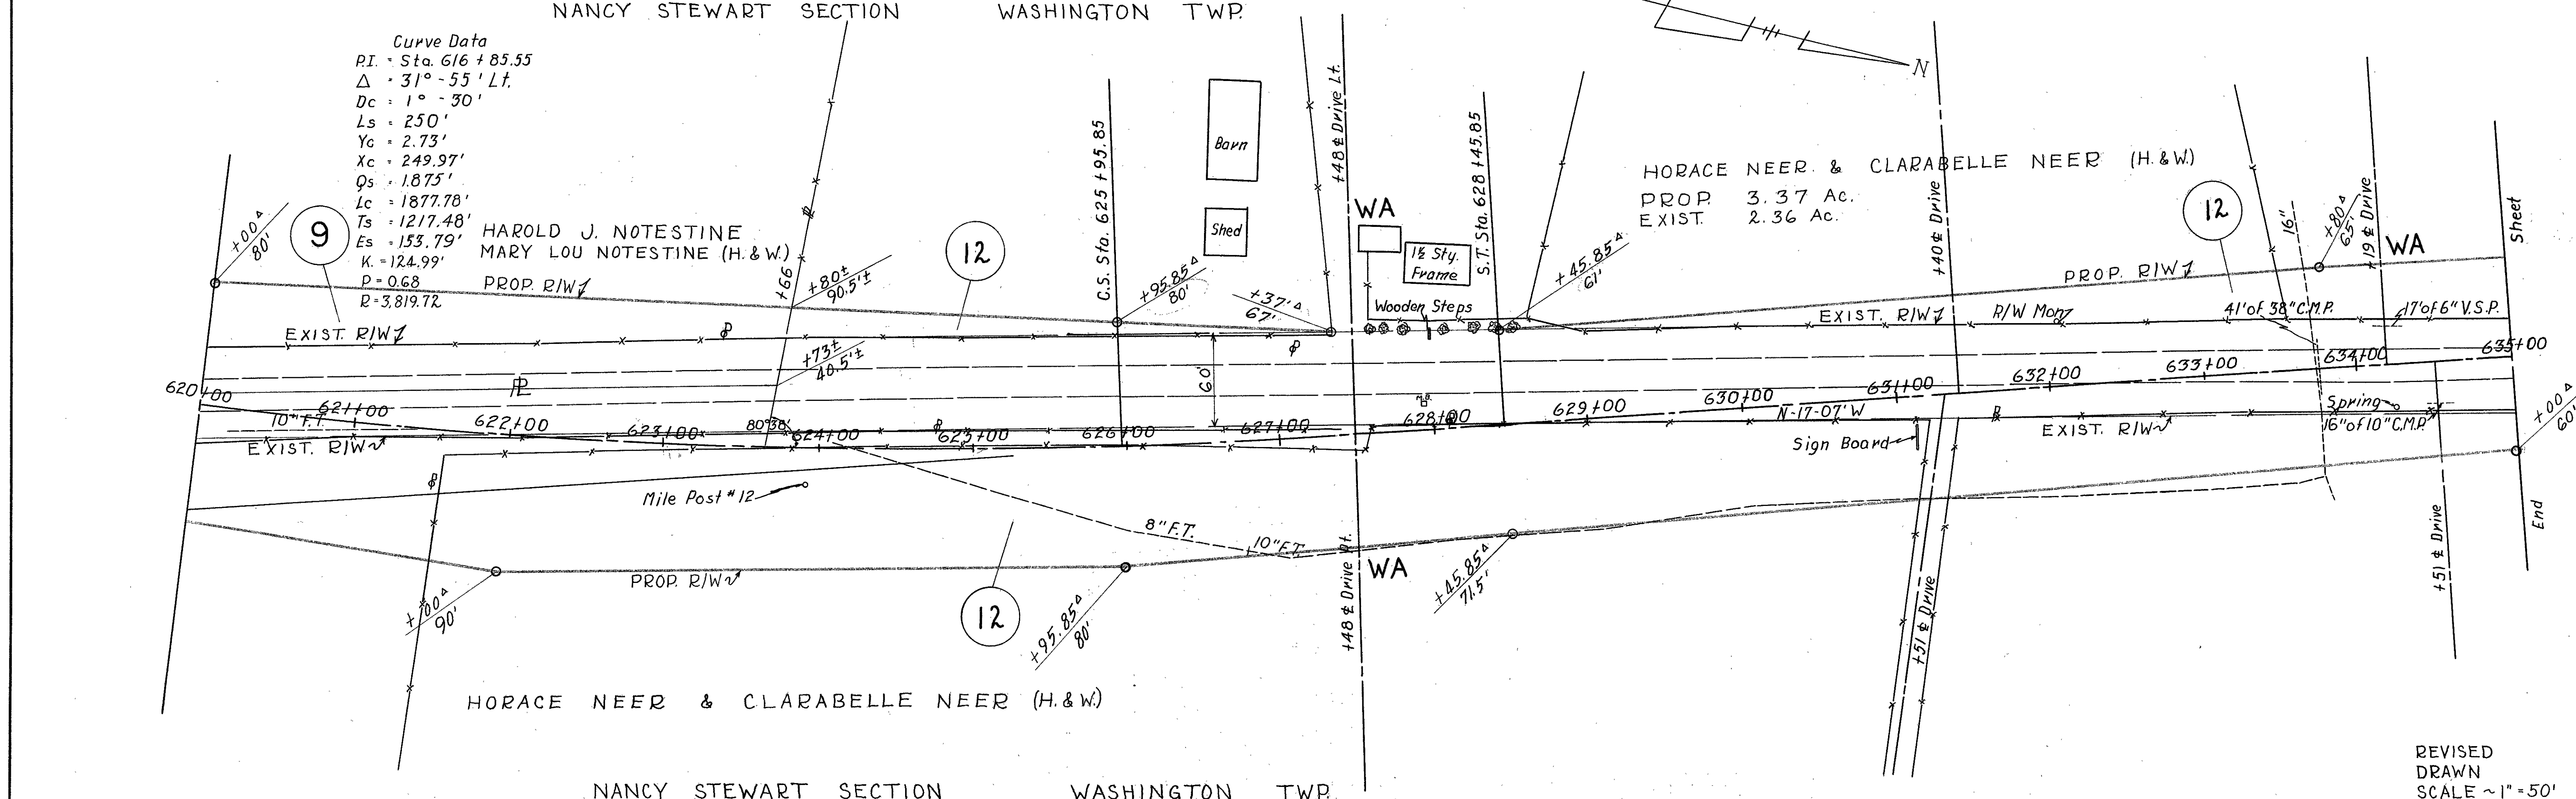 NANCY STEWART SECTION WASHINGTON TWP.
Curve Data
P.I. = Sta. 616 + 85.55
Δ = 31° - 55' Lt.
Dc = 1° - 30'
Ls = 250'
Yc = 2.73'
Xc = 249.97'
Qs = 1.875'
Lc = 1877.78'
Ts = 1217.48'
Es = 153.79'
K. = 124.99'
P = 0.68
R = 3,819.72
N
+00 Δ
80'
9
HAROLD J. NOTESTINE
MARY LOU NOTESTINE (H. & W.)
PROP. R/W
EXIST. R/W
+66
+80±
90.5'±
+73±
40.5'±
12
C.S. Sta. 625 + 95.85
+95.85 Δ
80'
Barn
Shed
+37' Δ
67'
60'
+48 ℄ Drive Lt.
WA
1½ Sty.
Frame
Wooden Steps
S.T. Sta. 628 + 45.85
+45.85 Δ
61'
HORACE NEER & CLARABELLE NEER (H. & W.)
PROP. 3.37 Ac.
EXIST. 2.36 Ac.
+40 ℄ Drive
12
16"
+80 Δ
65'
+19 ℄ Drive
WA
Sheet
PROP. R/W
EXIST. R/W
R/W Mon.
41' of 38" C.M.P.
17' of 6" V.S.P.
620+00
621+00
622+00
623+00
624+00
625+00
626+00
627+00
628+00
629+00
630+00
631+00
632+00
633+00
634+00
635+00
PL
10" F.T.
80°38'
N-17-07' W
EXIST. R/W
Sign Board
EXIST. R/W
Spring
16" of 10" C.M.P.
+00 Δ
60'
Mile Post #12
8" F.T.
10" F.T.
PROP. R/W
+00 Δ
90'
12
+95.85 Δ
80'
+48 ℄ Drive Rt.
WA
+45.85 Δ
71.5'
+51 ℄ Drive
+51 ℄ Drive
End
HORACE NEER & CLARABELLE NEER (H. & W.)
NANCY STEWART SECTION WASHINGTON TWP.
REVISED
DRAWN
SCALE ~ 1" = 50'